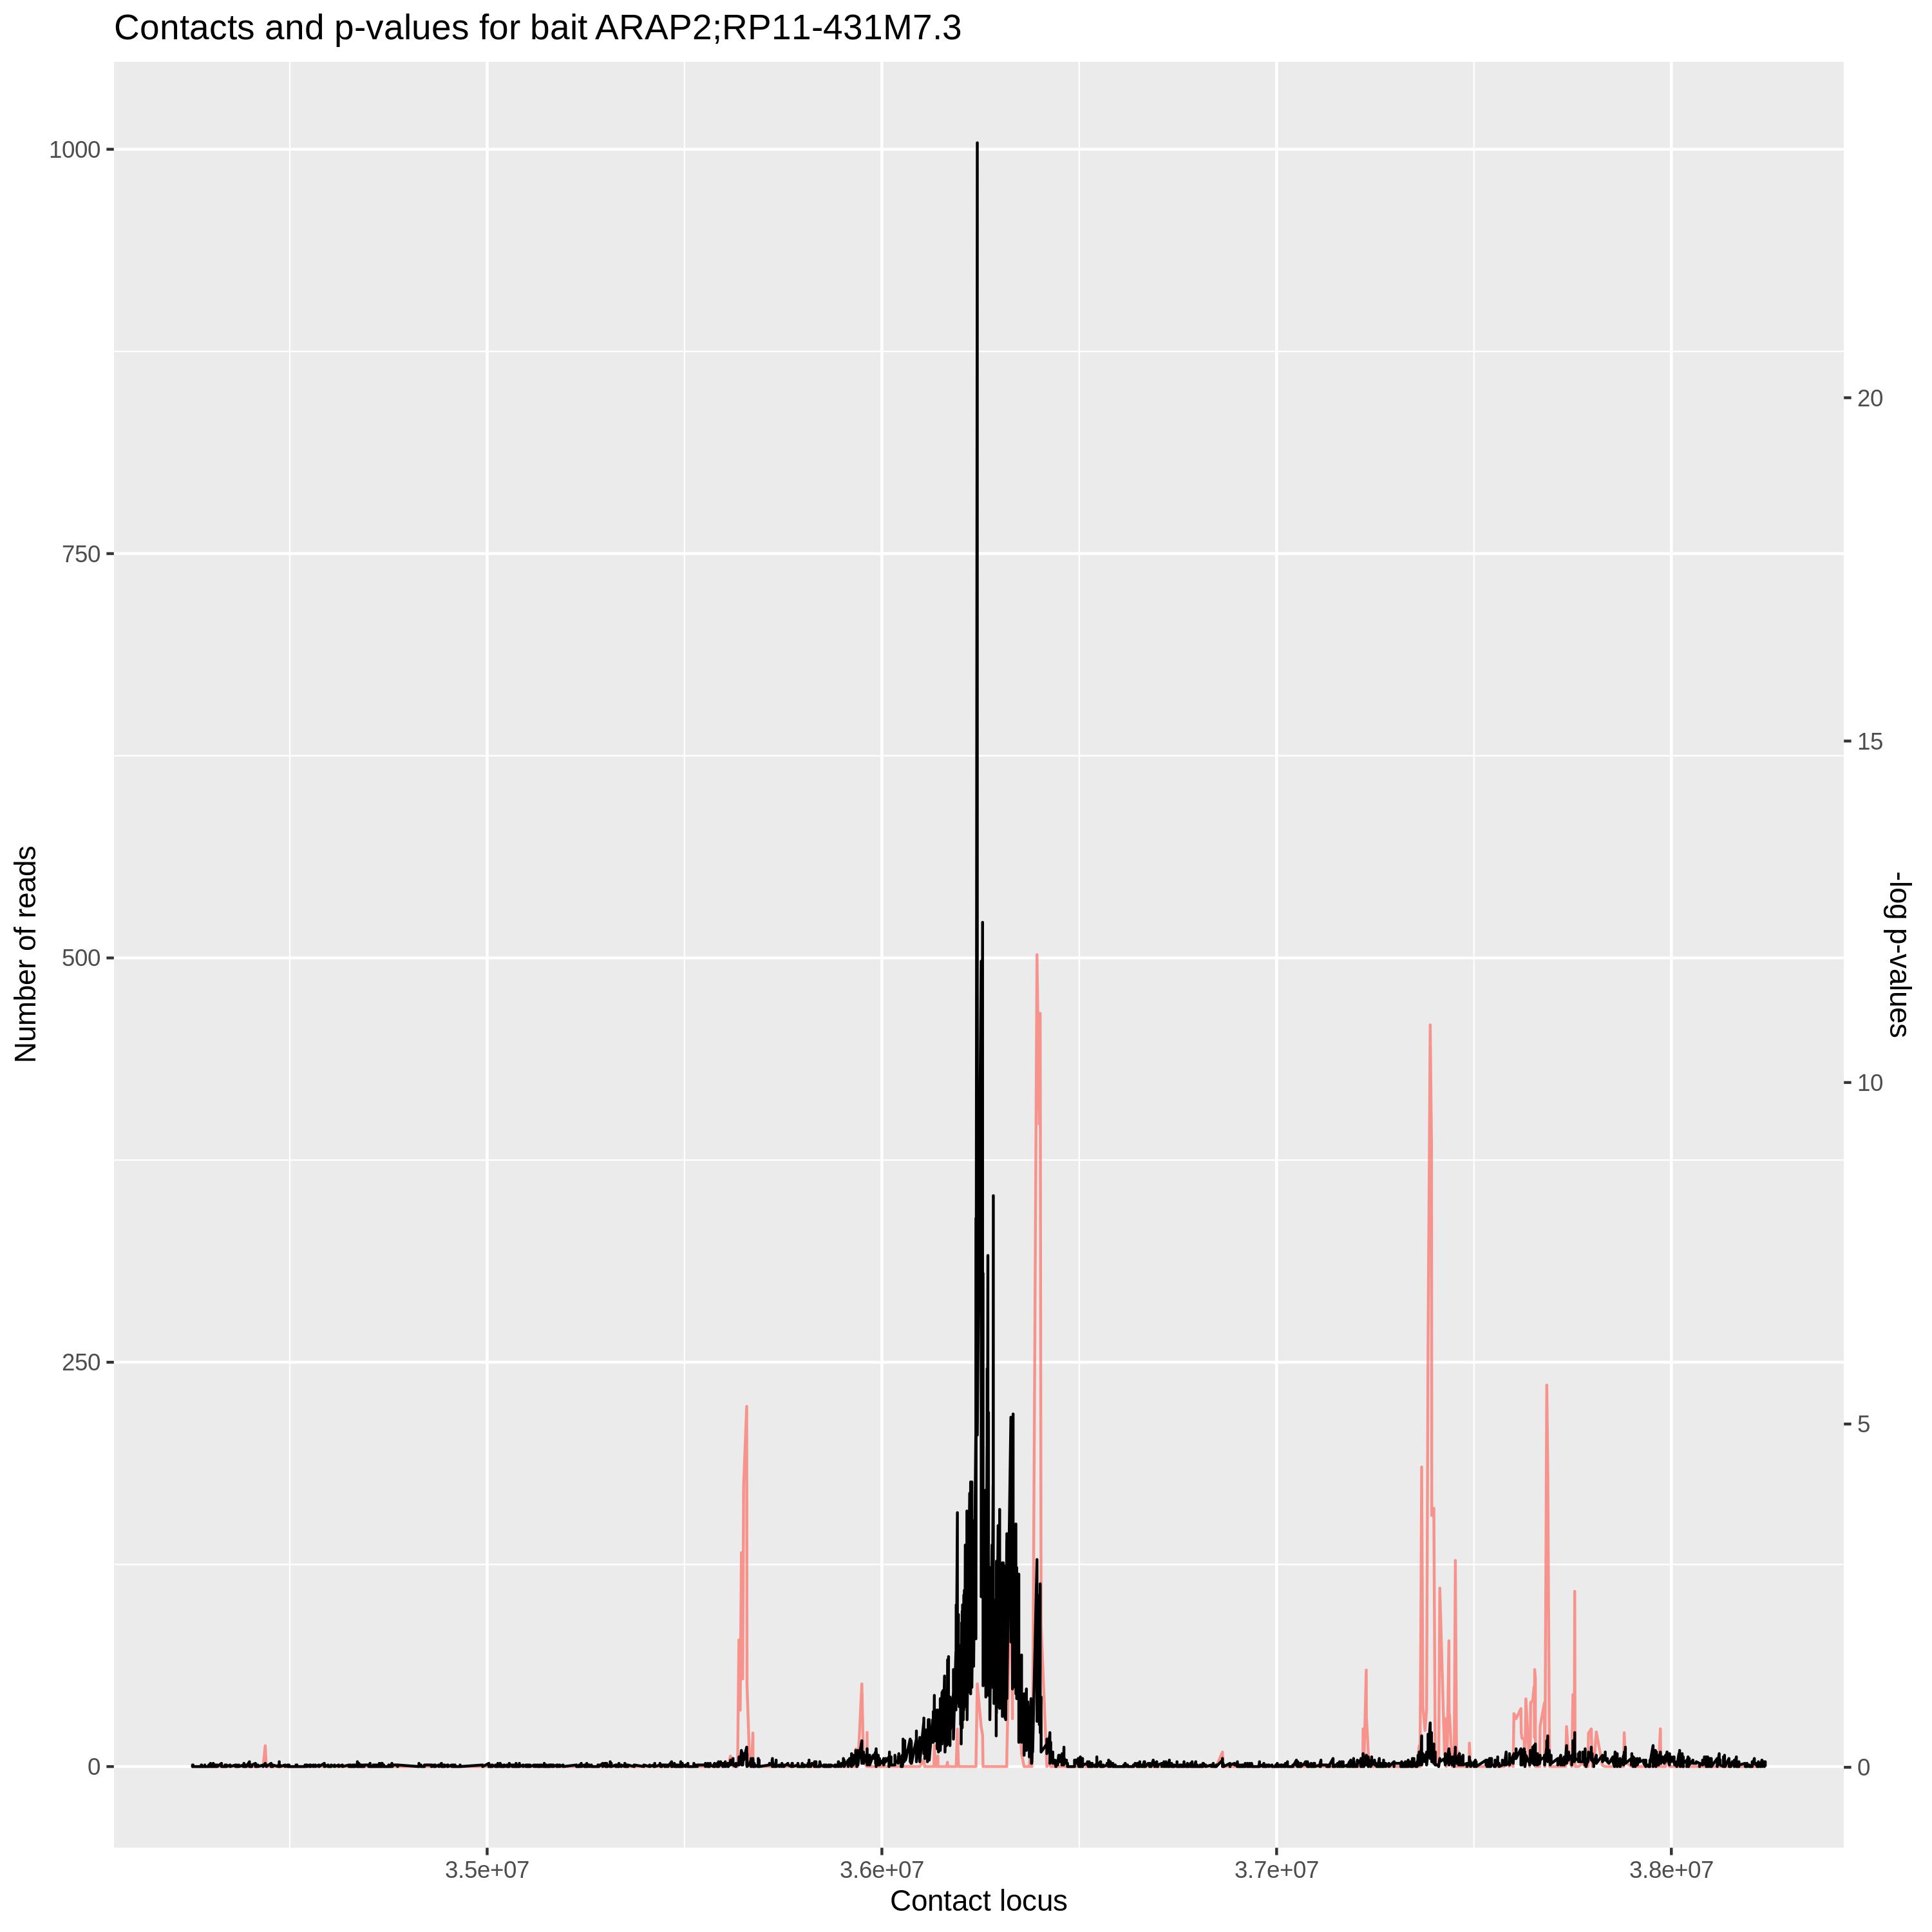 Contacts and p-values for bait ARAP2;RP11-431M7.3
1000
750
500
250
0
Number of reads
20
15
10
5
0
-log p-values
3.5e+07
3.6e+07
3.7e+07
3.8e+07
Contact locus